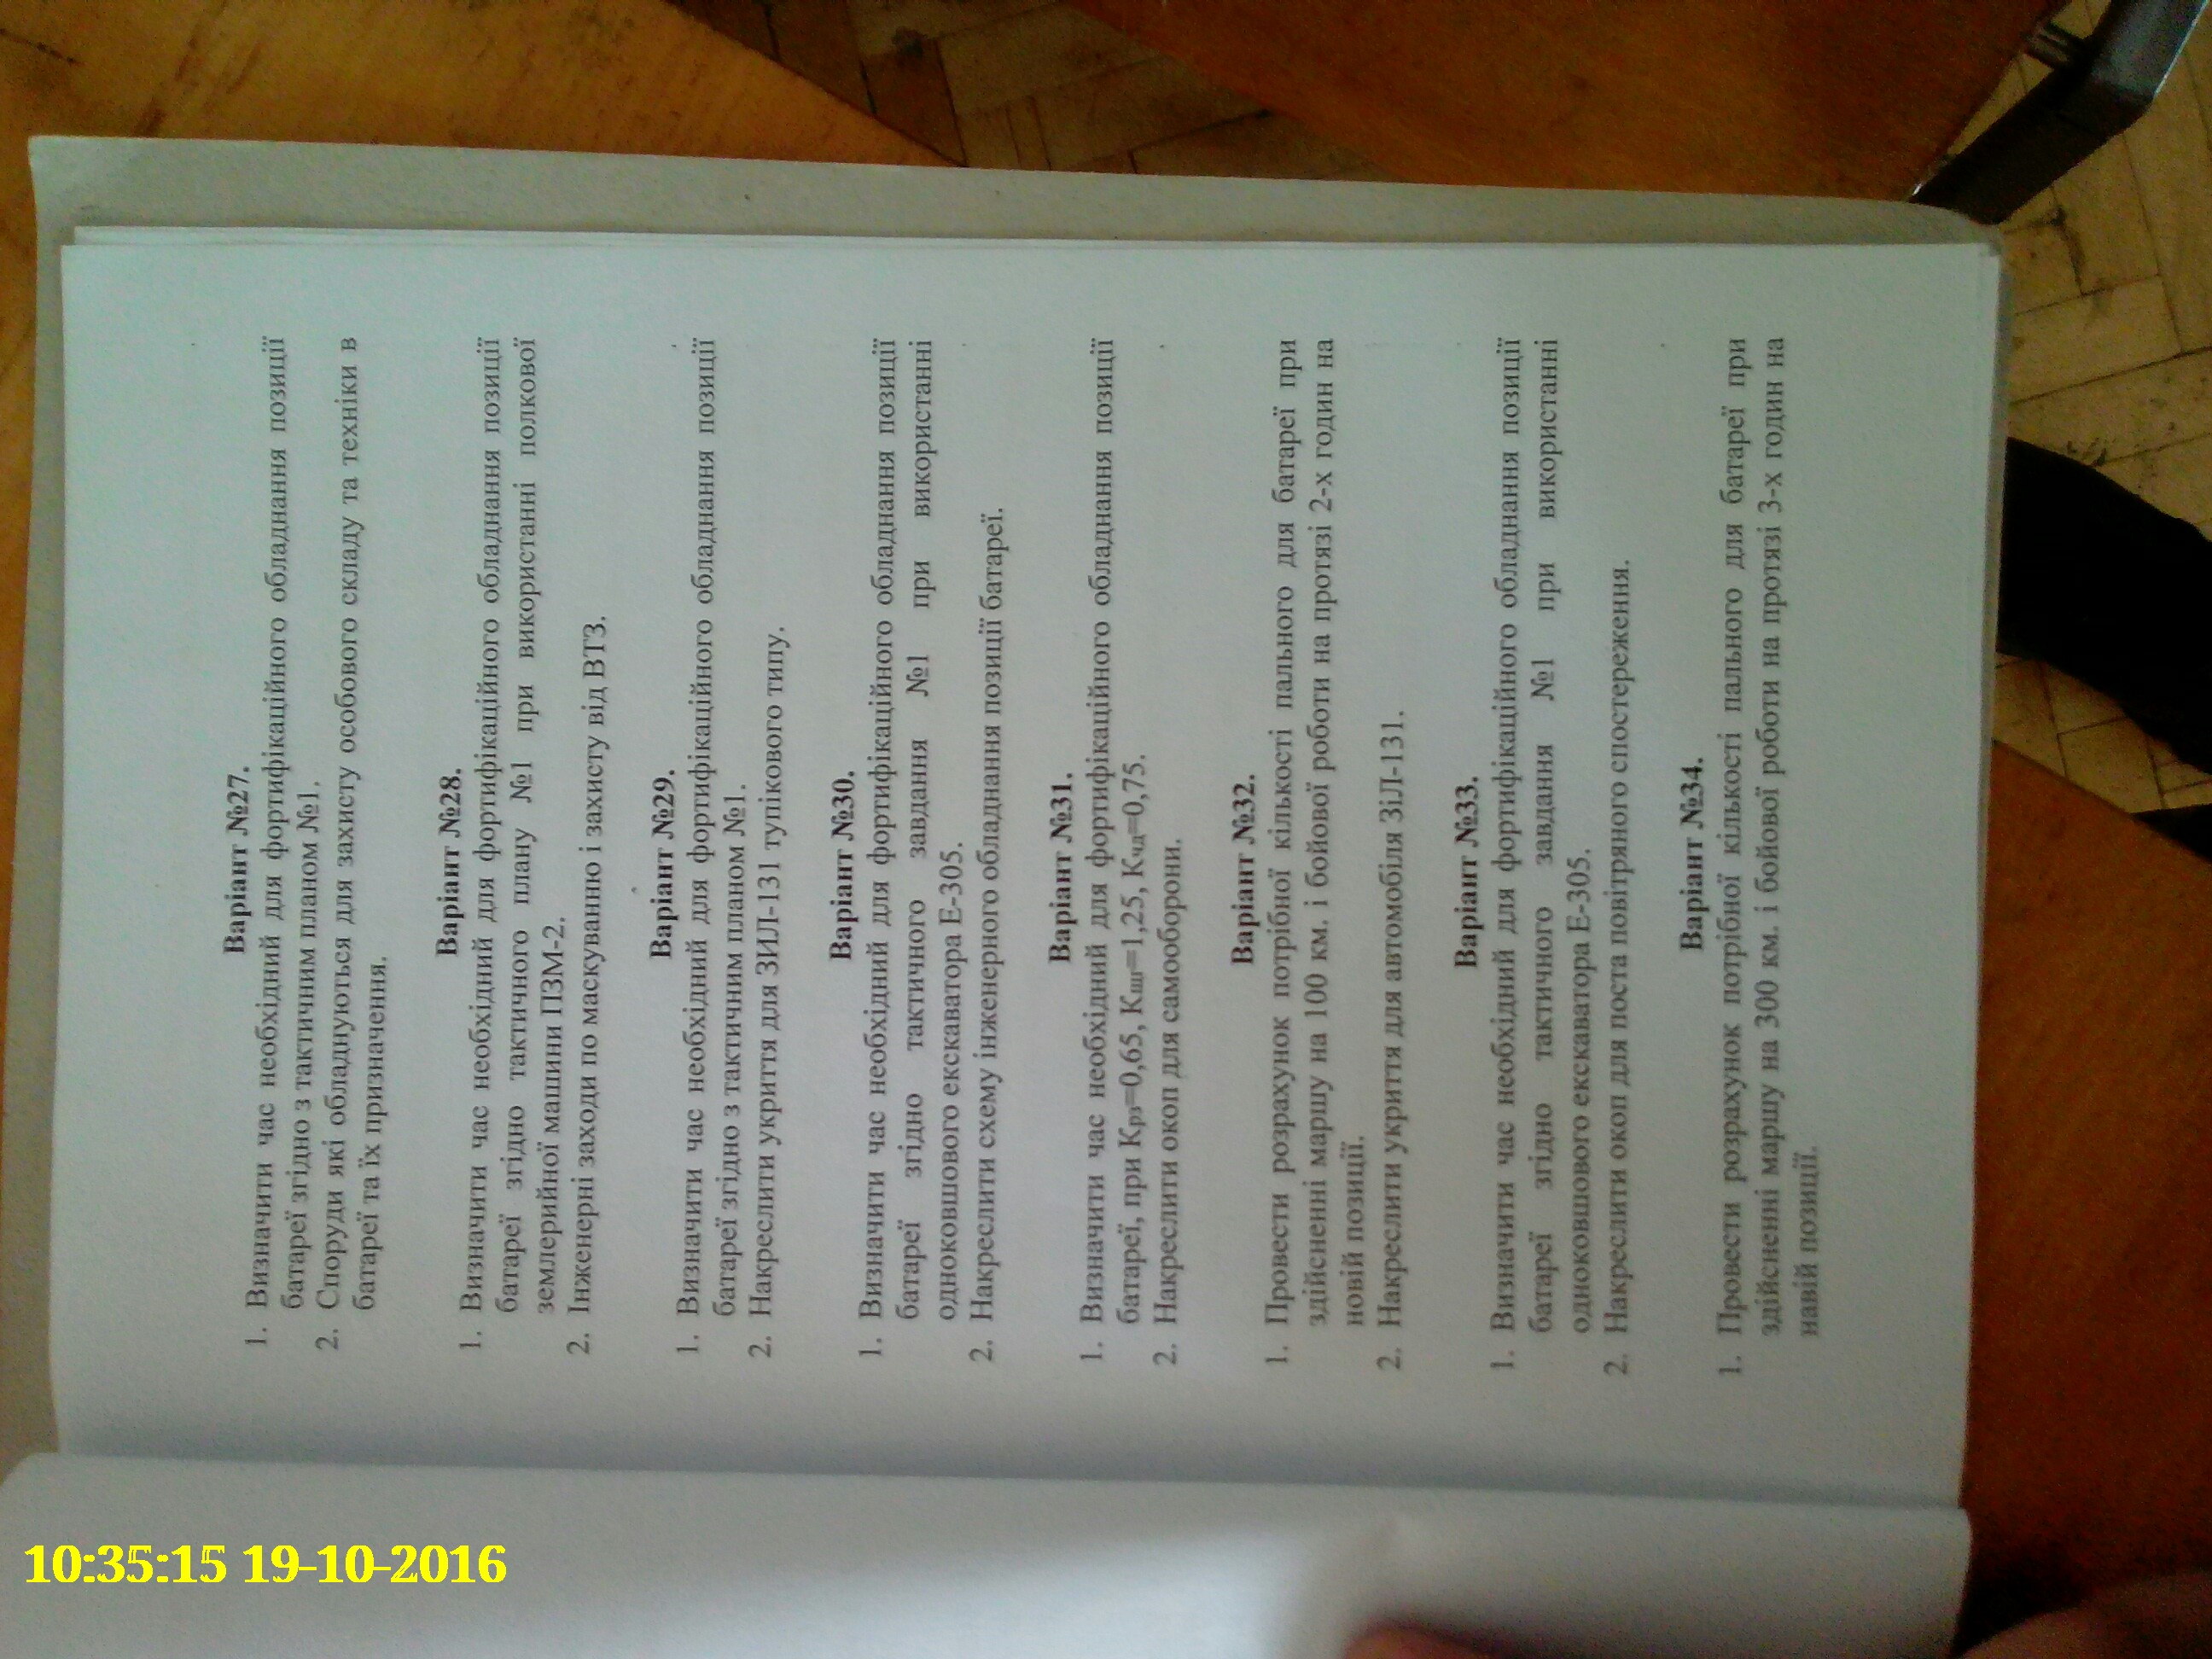 10:35:15 19-10-2016
Варіант №27.
1. Визначити час необхідний для фортифікаційного обладнання позиції
батареї згідно з тактичним планом №1.
2. Споруди які обладнуються для захисту особового складу та техніки в
батареї та їх призначення.
Варіант №28.
1. Визначити час необхідний для фортифікаційного обладнання позиції
батареї згідно тактичного плану №1 при використанні полкової
землерийної машини ПЗМ-2.
2. Інженерні заходи по маскуванню і захисту від ВТЗ.
Варіант №29.
1. Визначити час необхідний для фортифікаційного обладнання позиції
батареї згідно з тактичним планом №1.
2. Накреслити укриття для ЗИЛ-131 тупікового типу.
Варіант №30.
1. Визначити час необхідний для фортифікаційного обладнання позиції
батареї згідно тактичного завдання №1 при використанні
одноковшового екскаватора Е-305.
2. Накреслити схему інженерного обладнання позиції батареї.
Варіант №31.
1. Визначити час необхідний для фортифікаційного обладнання позиції
батареї, при Крз=0,65, Кшг=1,25, Кчд=0,75.
2. Накреслити окоп для самооборони.
Варіант №32.
1. Провести розрахунок потрібної кількості пального для батареї при
здійсненні маршу на 100 км. і бойової роботи на протязі 2-х годин на
новій позиції.
2. Накреслити укриття для автомобіля ЗіЛ-131.
Варіант №33.
1. Визначити час необхідний для фортифікаційного обладнання позиції
батареї згідно тактичного завдання №1 при використанні
одноковшового екскаватора Е-305.
2. Накреслити окоп для поста повітряного спостереження.
Варіант №34.
1. Провести розрахунок потрібної кількості пального для батареї при
здійсненні маршу на 300 км. і бойової роботи на протязі 3-х годин на
навій позиції.